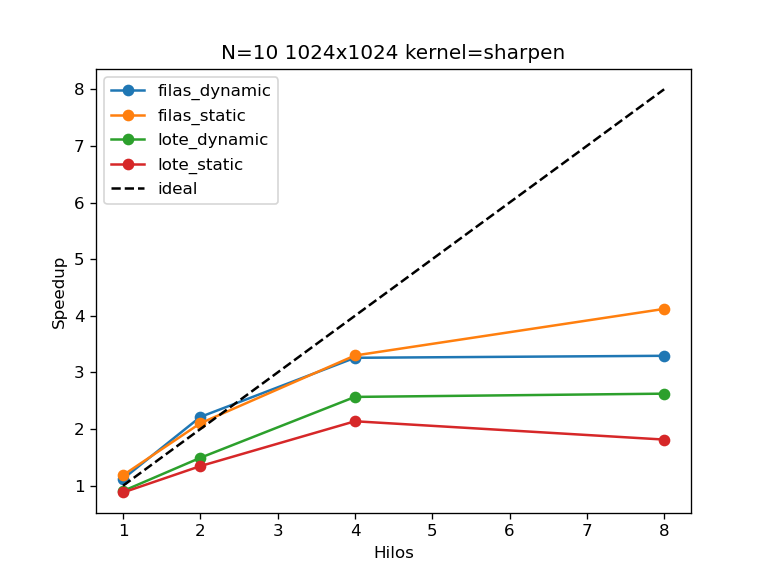 N=10 1024x1024 kernel=sharpen
filas_dynamic
filas_static
lote_dynamic
lote_static
ideal
8
7
6
5
4
3
2
1
Speedup
1 2 3 4 5 6 7 8
Hilos